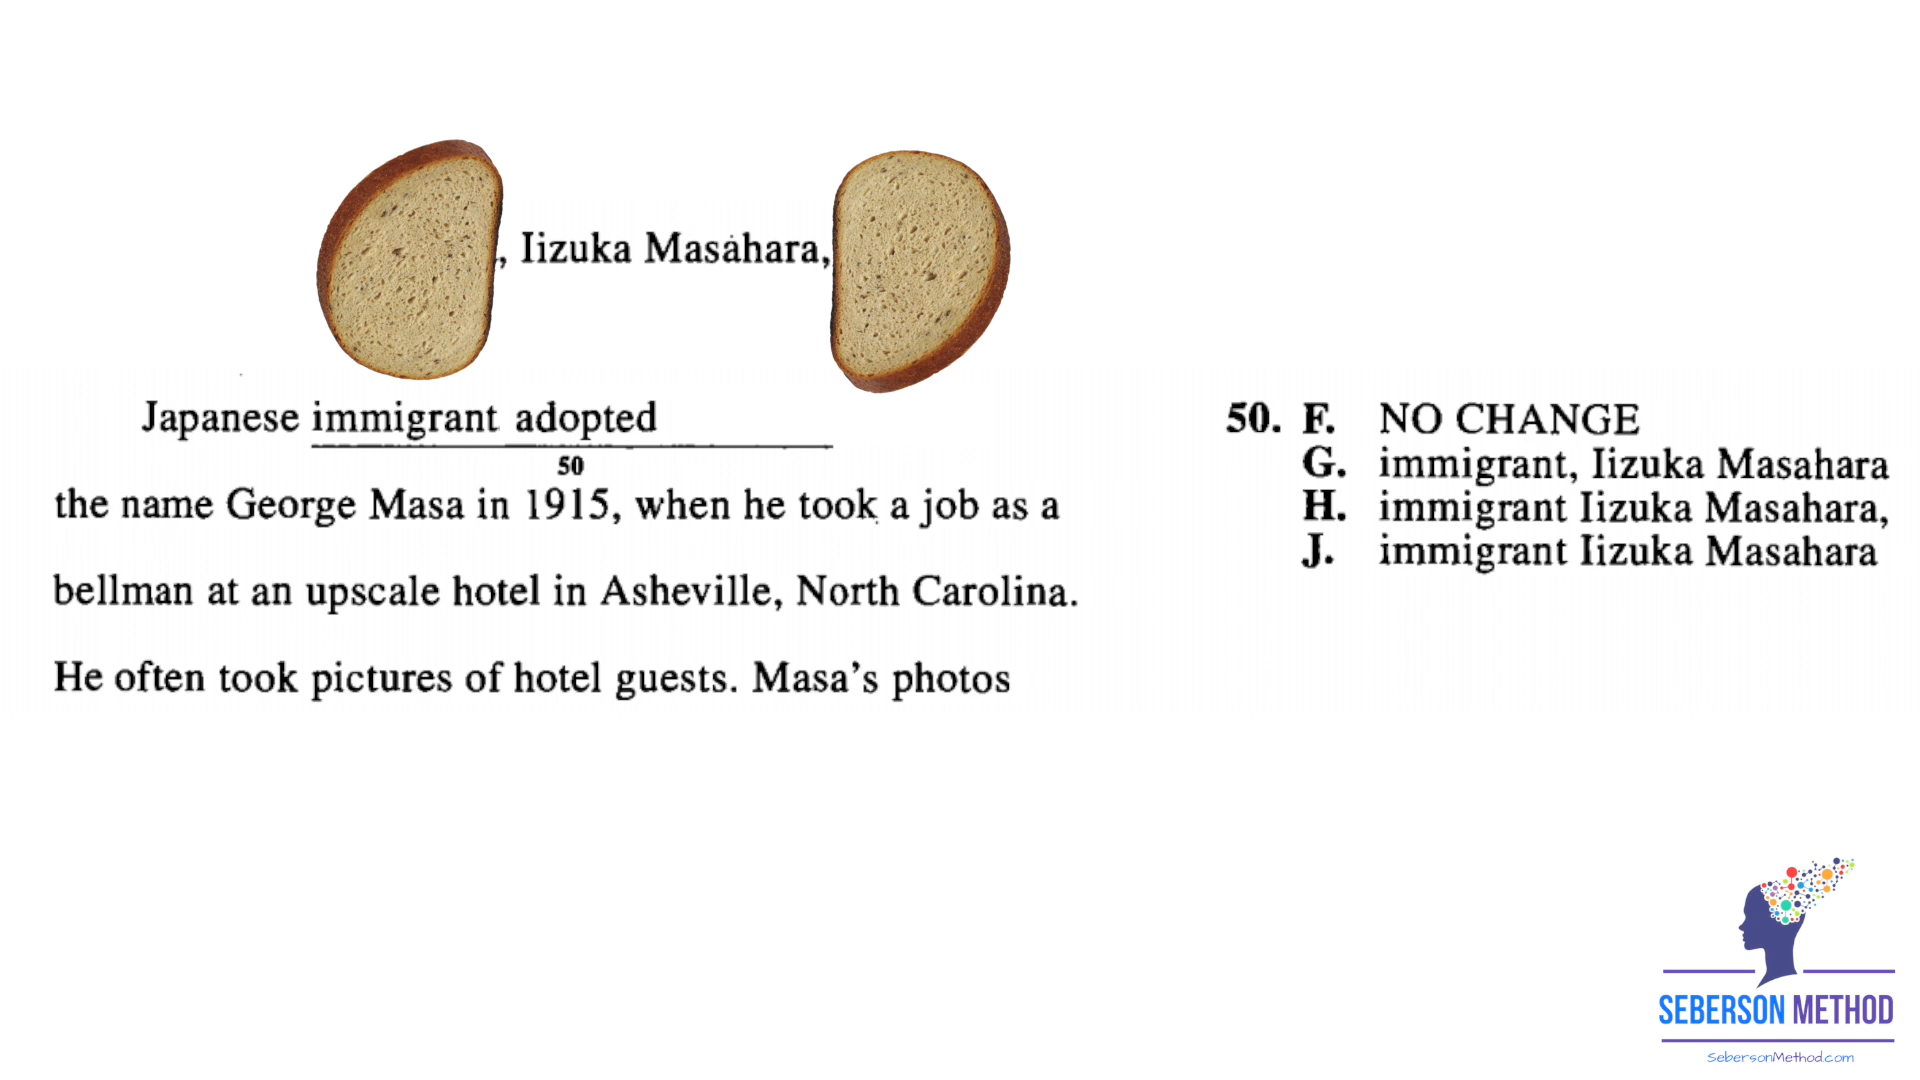 , Iizuka Masahara,
Japanese immigrant adopted
50
the name George Masa in 1915, when he took a job as a
bellman at an upscale hotel in Asheville, North Carolina.
He often took pictures of hotel guests. Masa's photos
50. F. NO CHANGE
G. immigrant, Iizuka Masahara
H. immigrant Iizuka Masahara,
J. immigrant Iizuka Masahara
SEBERSON METHOD
SebersonMethod.com